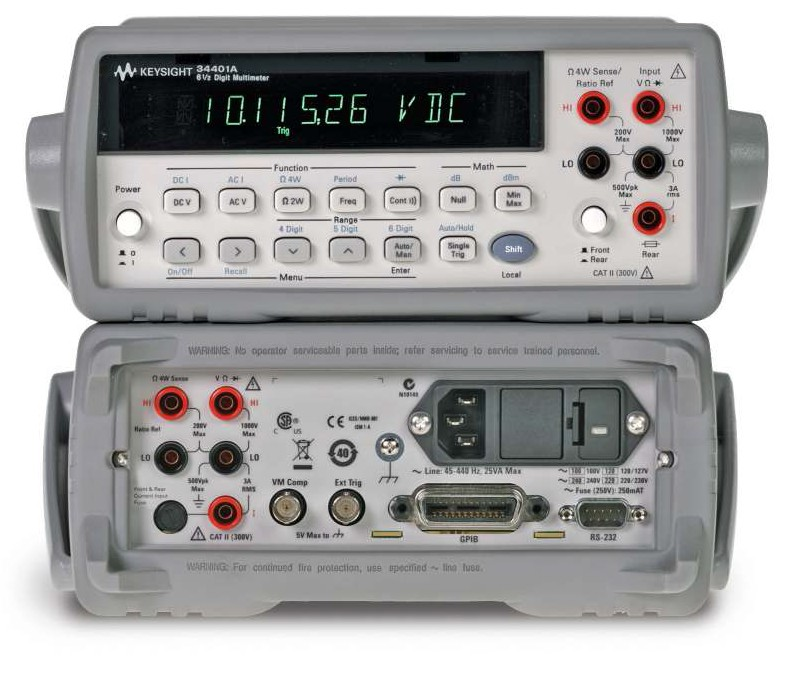 KEYSIGHT 34401A
6½ Digit Multimeter
10.115,26 VDC
Trig
Ω 4W Sense/
Ratio Ref
Input
V Ω
HI
HI
200V
Max
1000V
Max
LO
LO
500Vpk
Max
3A
rms
I
Front
Rear
Rear
CAT II (300V)
Power
O
I
Function
Math
DC I
AC I
Ω 4W
Period
dB
dBm
DC V
AC V
Ω 2W
Freq
Cont
Null
Min
Max
Range
4 Digit
5 Digit
6 Digit
Auto/Hold
<
>
Auto/
Man
Single
Trig
Shift
On/Off
Recall
Menu
Enter
Local
WARNING: No operator serviceable parts inside; refer servicing to service trained personnel.
Ω 4W Sense
V Ω
HI
HI
Ratio Ref
200V
Max
1000V
Max
LO
LO
500Vpk
Max
3A
RMS
Front & Rear
Current Input
Fuse
I
CAT II (300V)
C
US
CE
ISM 1-A
40
N10149
VM Comp
Ext Trig
5V Max to
~ Line: 45-440 Hz, 25VA Max
100 100V 120 120/127V
240V 220 220/230V
~ Fuse (250V): 250mAT
GPIB
RS-232
WARNING: For continued fire protection, use specified ~ line fuse.